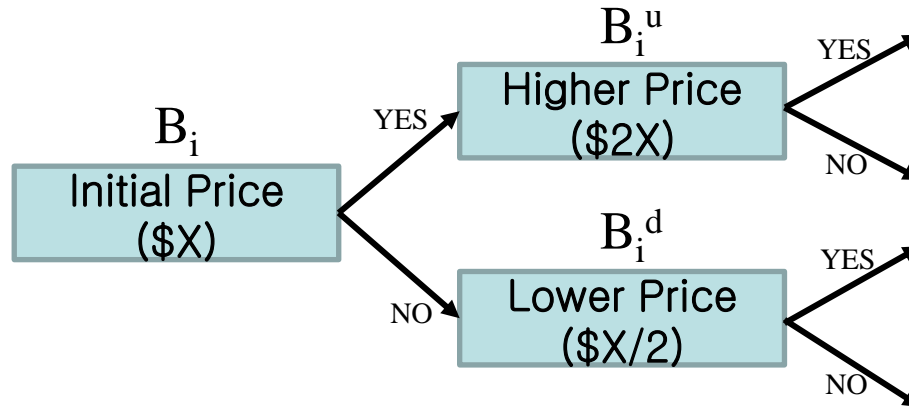 B_i
Initial Price
($X)
YES
NO
B_i^u
Higher Price
($2X)
YES
NO
B_i^d
Lower Price
($X/2)
YES
NO